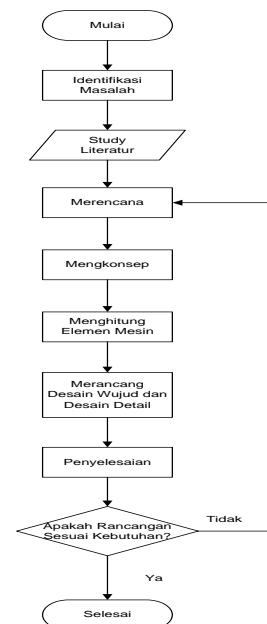 Mulai
Identifikasi
Masalah
Study
Literatur
Merencana
Mengkonsep
Menghitung
Elemen Mesin
Merancang
Desain Wujud dan
Desain Detail
Penyelesaian
Apakah Rancangan
Sesuai Kebutuhan?
Tidak
Ya
Selesai